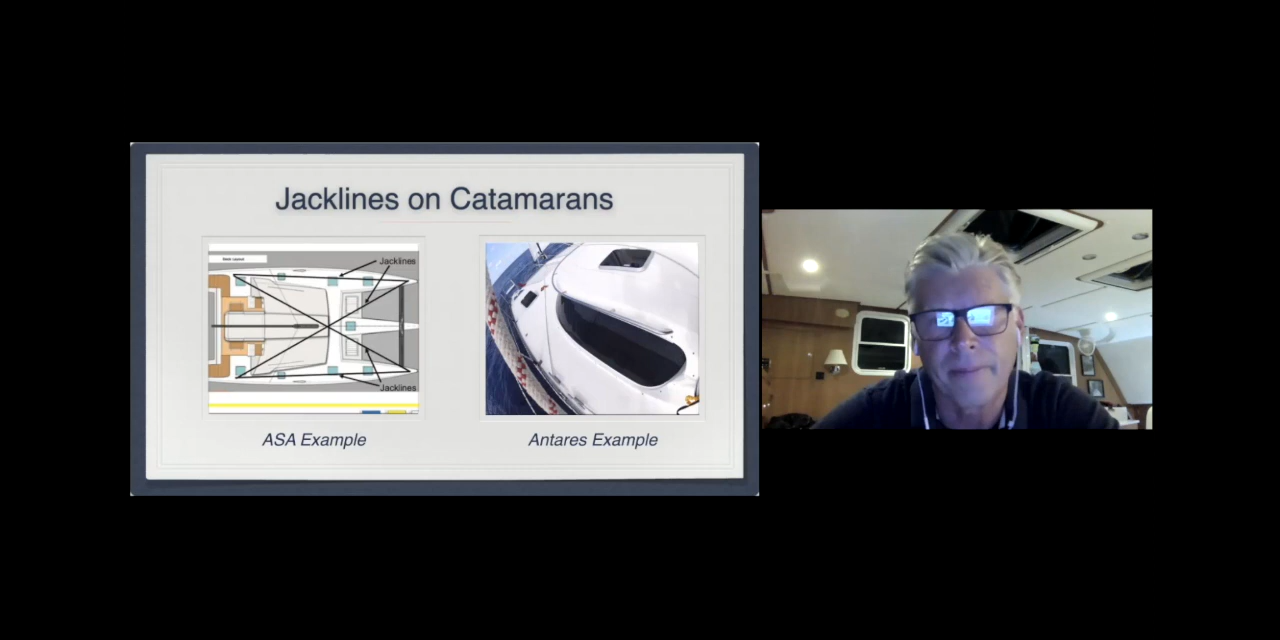 Jacklines on Catamarans
Jacklines
Jacklines
ASA Example
Antares Example